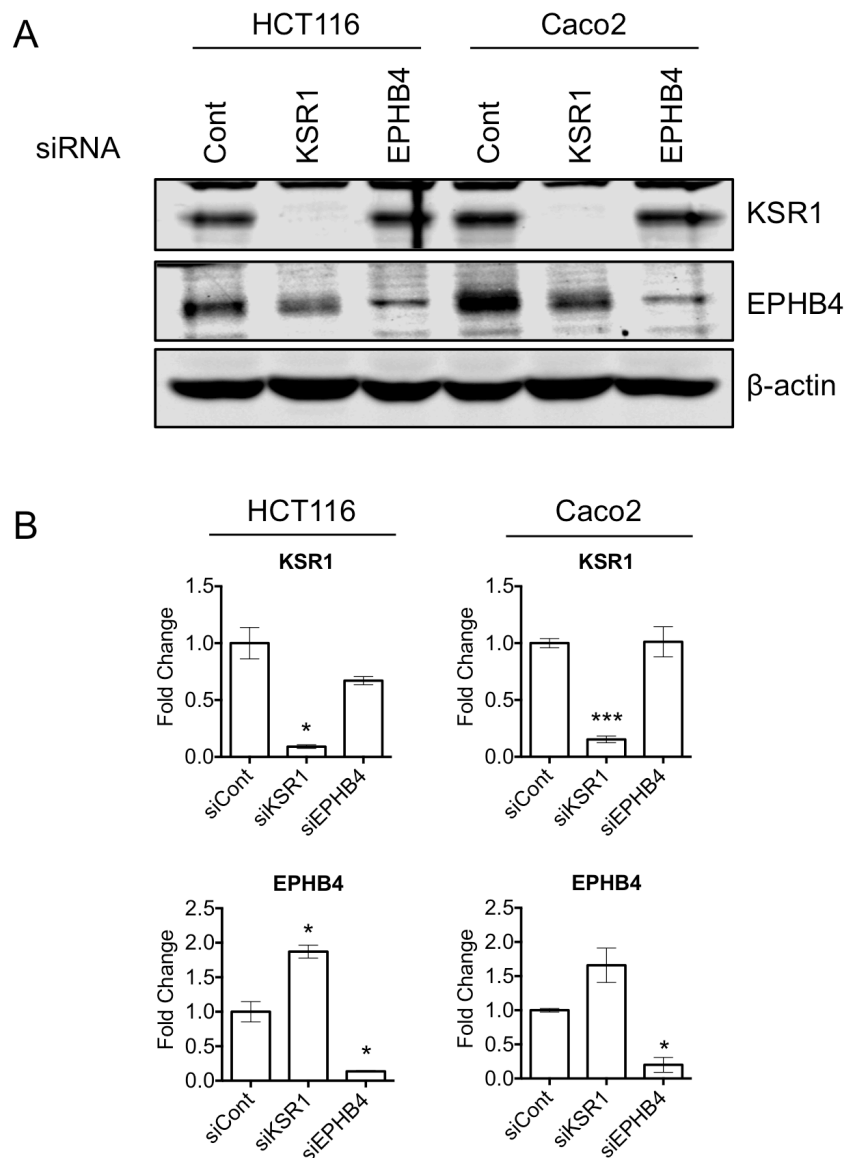 A
HCT116 Caco2
siRNA Cont KSR1 EPHB4 Cont KSR1 EPHB4
KSR1
EPHB4
β-actin
B
HCT116 Caco2
KSR1 KSR1
Fold Change Fold Change
1.5 1.5
1.0 1.0
* ***
0.5 0.5
0.0 0.0
siCont siKSR1 siEPHB4 siCont siKSR1 siEPHB4
EPHB4 EPHB4
Fold Change Fold Change
2.5 2.5
*
2.0 2.0
1.5 1.5
1.0 1.0
* *
0.5 0.5
0.0 0.0
siCont siKSR1 siEPHB4 siCont siKSR1 siEPHB4